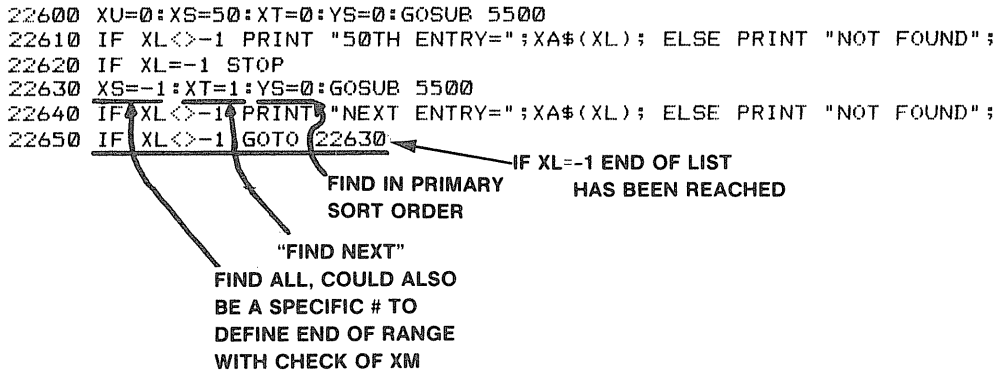 22600 XU=0:XS=50:XT=0:YS=0:GOSUB 5500
22610 IF XL<>-1 PRINT "50TH ENTRY=";XA$(XL); ELSE PRINT "NOT FOUND";
22620 IF XL=-1 STOP
22630 XS=-1:XT=1:YS=0:GOSUB 5500
22640 IF XL<>-1 PRINT "NEXT ENTRY=";XA$(XL); ELSE PRINT "NOT FOUND";
22650 IF XL<>-1 GOTO 22630
IF XL=-1 END OF LIST
HAS BEEN REACHED
FIND IN PRIMARY
SORT ORDER
“FIND NEXT”
FIND ALL, COULD ALSO
BE A SPECIFIC # TO
DEFINE END OF RANGE
WITH CHECK OF XM